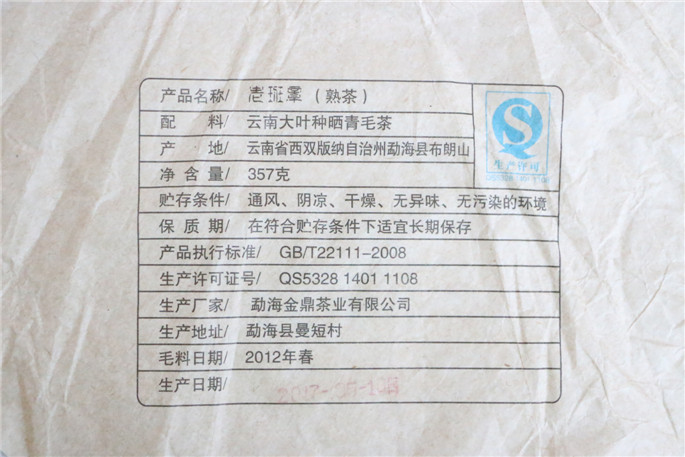 产品名称/ (熟茶)
配 料/ 云南大叶种晒青毛茶
产 地/ 云南省西双版纳自治州勐海县布朗山
净 含 量/ 357克
贮存条件/ 通风、阴凉、干燥、无异味、无污染的环境
保 质 期/ 在符合贮存条件下适宜长期保存
产品执行标准/ GB/T22111-2008
生产许可证号/ QS5328 1401 1108
生产厂家/ 勐海金鼎茶业有限公司
生产地址/ 勐海县曼短村
毛料日期/ 2012年春
生产日期/
QS
生产许可